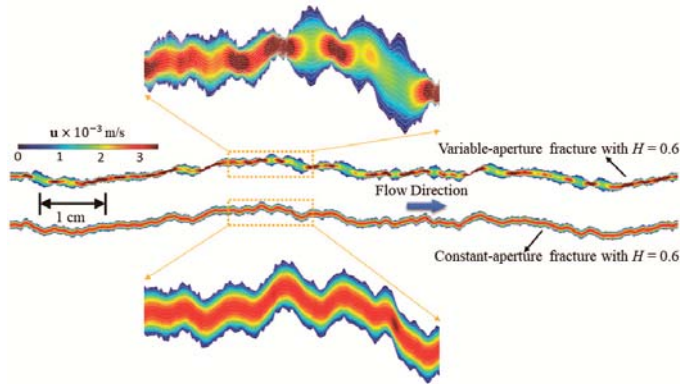 u × 10⁻³ m/s
0 1 2 3
Variable-aperture fracture with H = 0.6
Flow Direction
1 cm
Constant-aperture fracture with H = 0.6